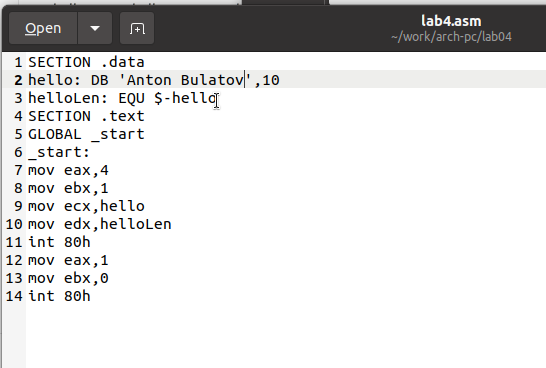 Open
lab4.asm
~/work/arch-pc/lab04
1 SECTION .data
2 hello: DB 'Anton Bulatov',10
3 helloLen: EQU $-hello
4 SECTION .text
5 GLOBAL _start
6 _start:
7 mov eax,4
8 mov ebx,1
9 mov ecx,hello
10 mov edx,helloLen
11 int 80h
12 mov eax,1
13 mov ebx,0
14 int 80h